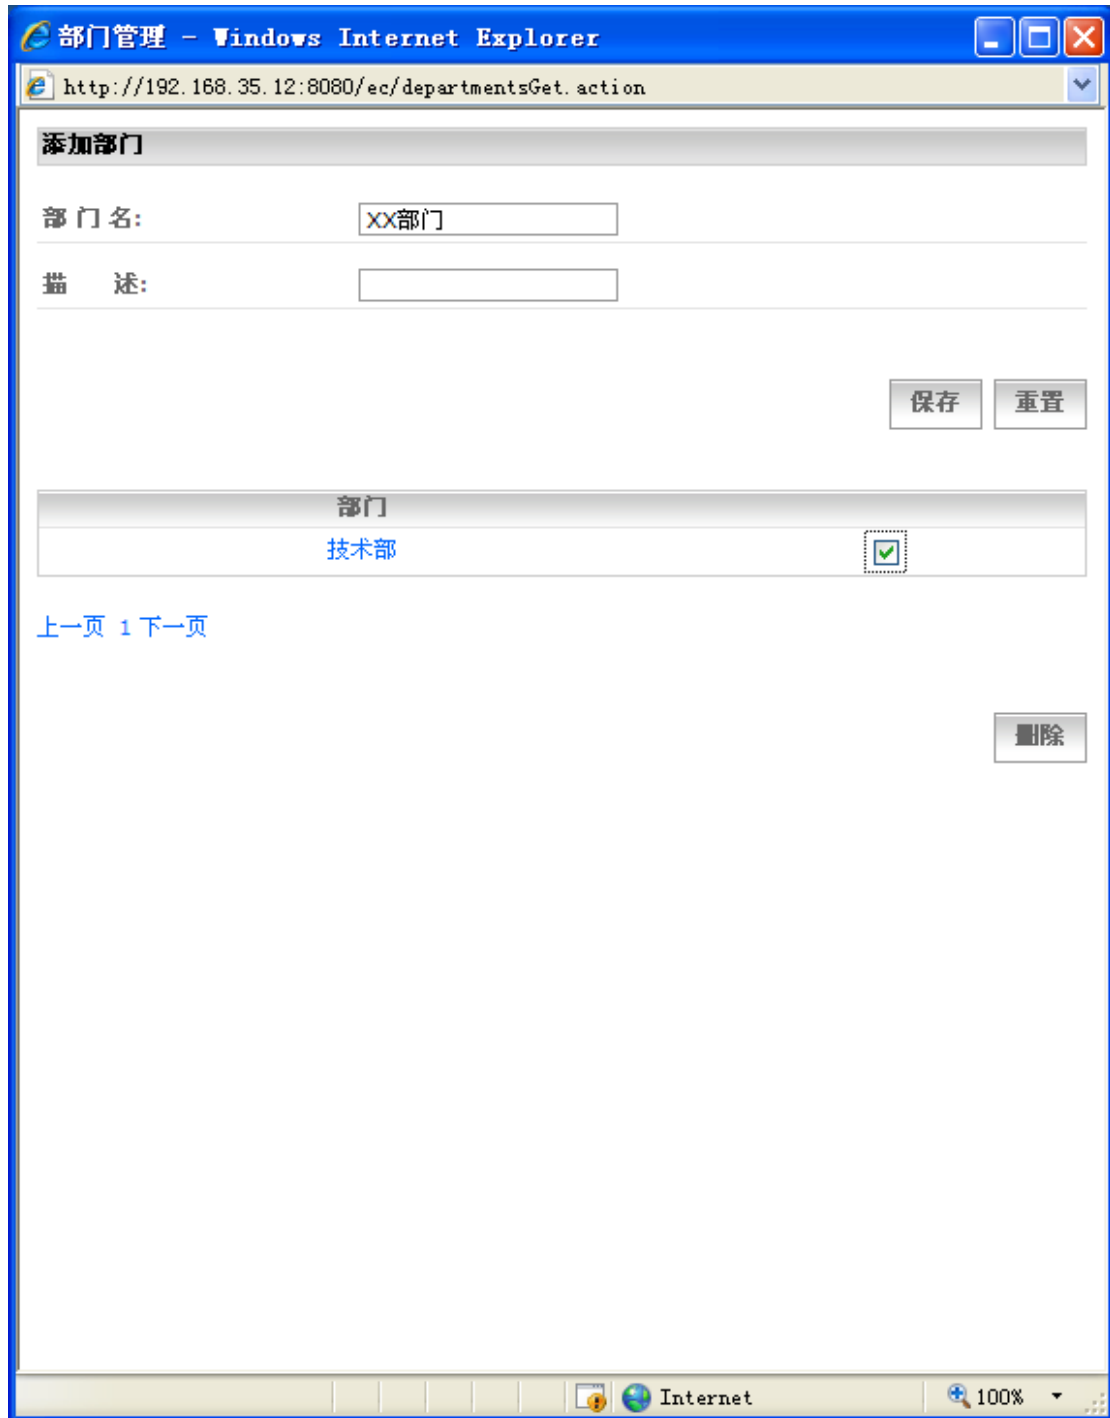 部门管理 - Windows Internet Explorer
http://192.168.35.12:8080/ec/departmentsGet.action
添加部门
部 门 名: XX部门
描 述:
保存 重置
部门
技术部
上一页 1 下一页
删除
Internet 100%